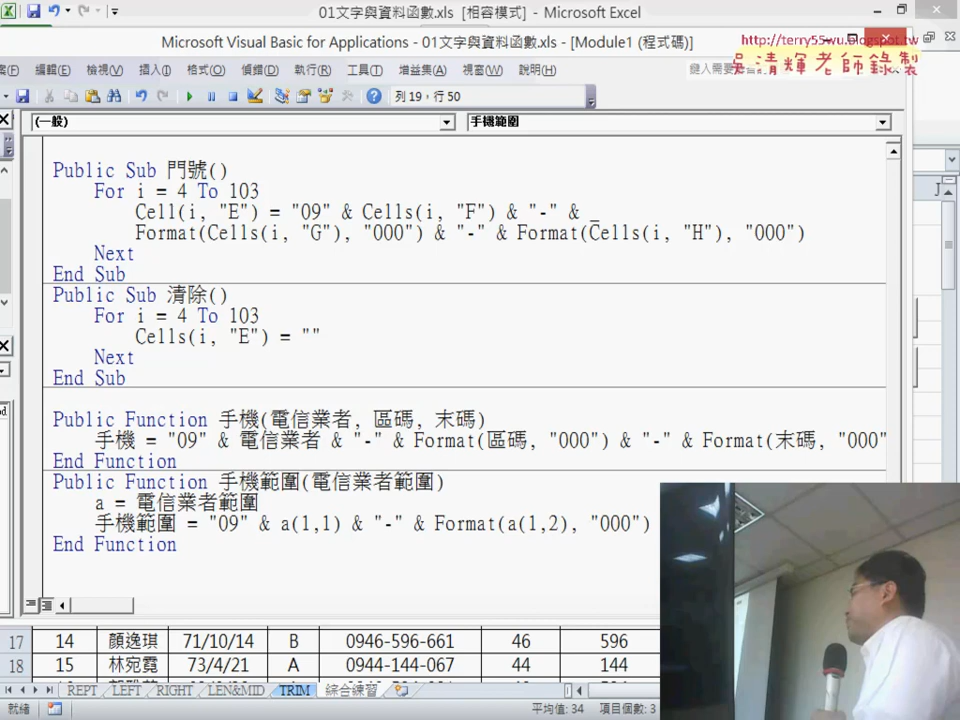 01文字與資料函數.xls [相容模式] - Microsoft Excel
Microsoft Visual Basic for Applications - 01文字與資料函數.xls - [Module1 (程式碼)]
http://terry55wu.blogspot.tw
吳清輝老師錄製
編輯(E) 檢視(V) 插入(I) 格式(O) 偵錯(D) 執行(R) 工具(T) 增益集(A) 視窗(W) 說明(H)
列 19，行 50
(一般) 手機範圍
Public Sub 門號()
For i = 4 To 103
Cell(i, "E") = "09" & Cells(i, "F") & "-" & _
Format(Cells(i, "G"), "000") & "-" & Format(Cells(i, "H"), "000")
Next
End Sub
Public Sub 清除()
For i = 4 To 103
Cells(i, "E") = ""
Next
End Sub
Public Function 手機(電信業者, 區碼, 末碼)
手機 = "09" & 電信業者 & "-" & Format(區碼, "000") & "-" & Format(末碼, "000"
End Function
Public Function 手機範圍(電信業者範圍)
a = 電信業者範圍
手機範圍 = "09" & a(1,1) & "-" & Format(a(1,2), "000")
End Function
17 14 顏逸琪 71/10/14 B 0946-596-661 46 596
18 15 林宛霓 73/4/21 A 0944-144-067 44 144
REPT LEFT RIGHT LEN&MID TRIM 綜合練習
就緒 平均值: 34 項目個數: 3